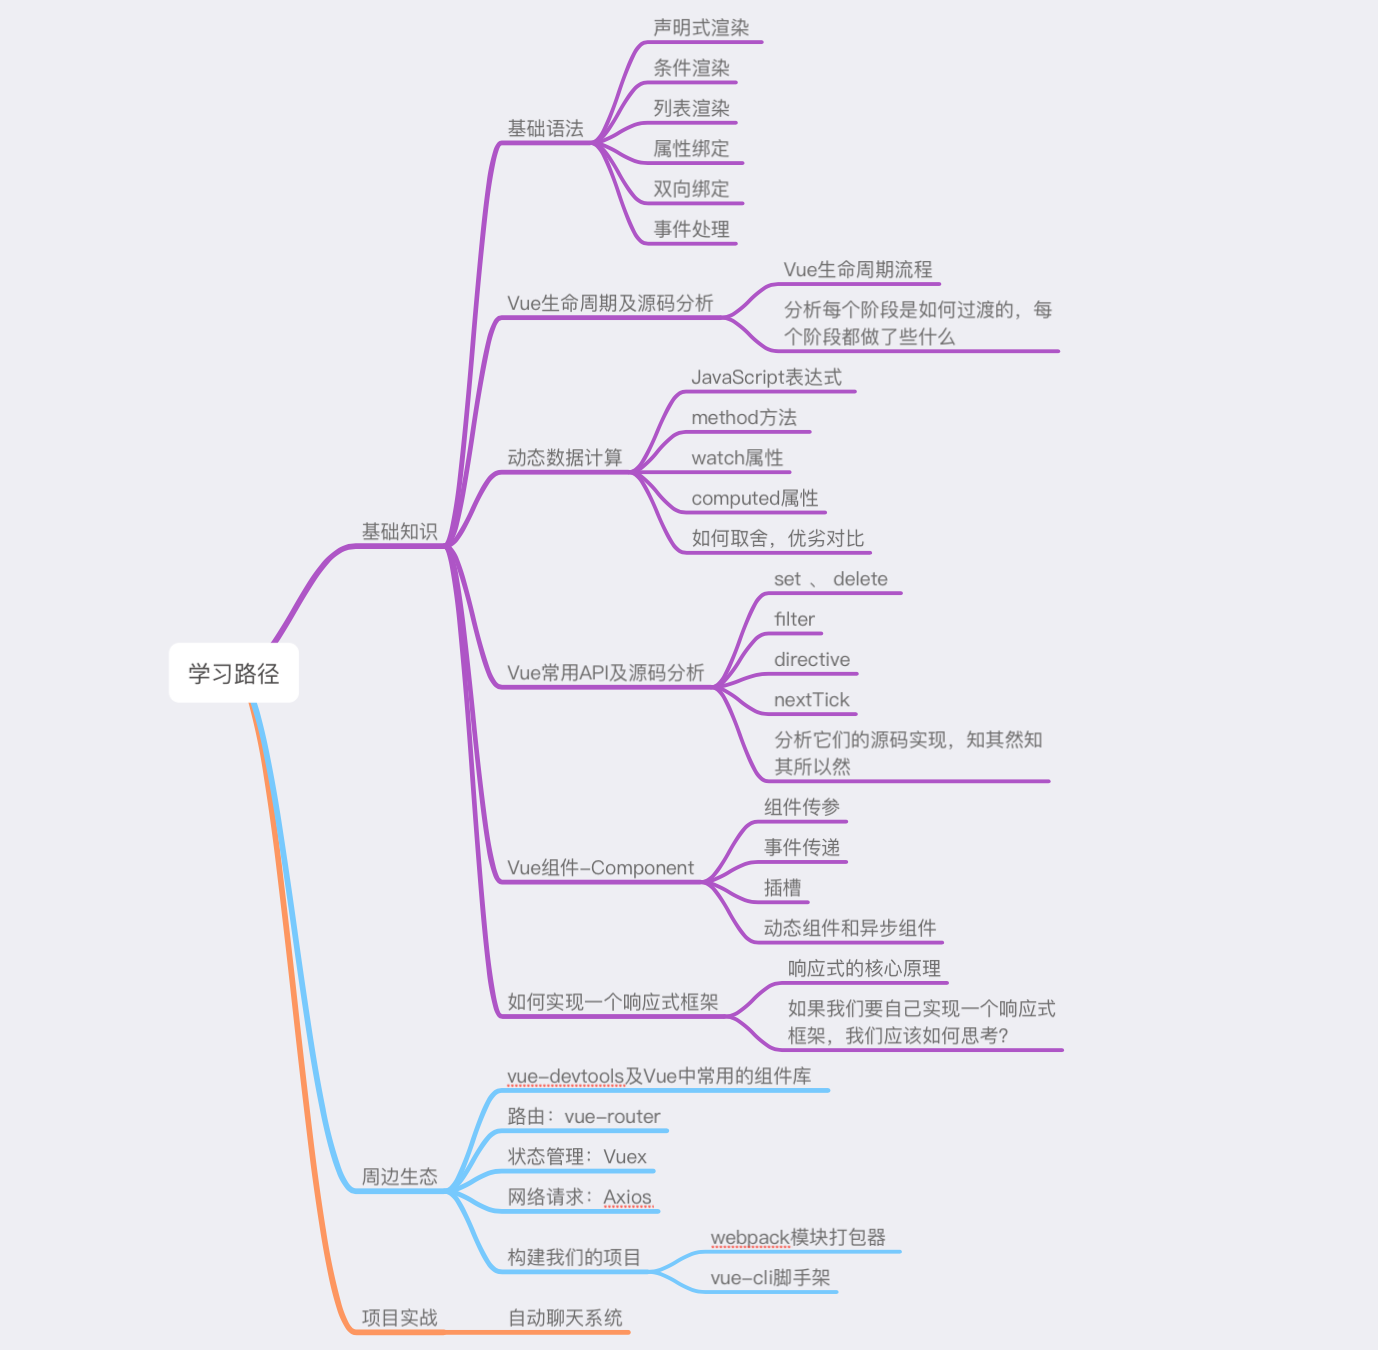 声明式渲染
条件渲染
列表渲染
基础语法
属性绑定
双向绑定
事件处理
Vue生命周期流程
Vue生命周期及源码分析
分析每个阶段是如何过渡的，每
个阶段都做了些什么
JavaScript表达式
method方法
动态数据计算
watch属性
computed属性
基础知识
如何取舍，优劣对比
set 、 delete
filter
directive
Vue常用API及源码分析
学习路径
nextTick
分析它们的源码实现，知其然知
其所以然
组件传参
事件传递
Vue组件-Component
插槽
动态组件和异步组件
响应式的核心原理
如何实现一个响应式框架
如果我们要自己实现一个响应式
框架，我们应该如何思考？
vue-devtools及Vue中常用的组件库
路由：vue-router
状态管理：Vuex
周边生态
网络请求：Axios
webpack模块打包器
构建我们的项目
vue-cli脚手架
项目实战
自动聊天系统